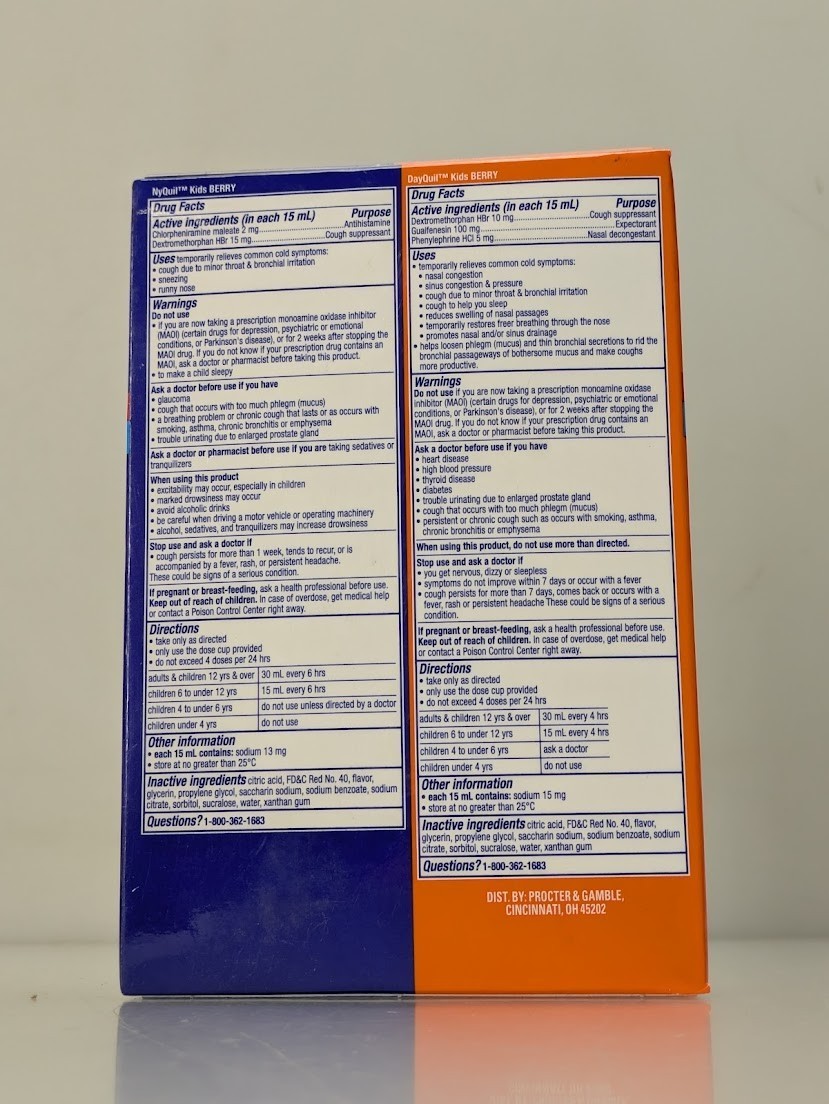 NyQuil™ Kids BERRY
Drug Facts
Active ingredients (in each 15 mL) Purpose
Chlorpheniramine maleate 2 mg..........Antihistamine
Dextromethorphan HBr 15 mg..........Cough suppressant
Uses temporarily relieves common cold symptoms:
• cough due to minor throat & bronchial irritation
• sneezing
• runny nose
Warnings
Do not use
• if you are now taking a prescription monoamine oxidase inhibitor
(MAOI) (certain drugs for depression, psychiatric or emotional
conditions, or Parkinson's disease), or for 2 weeks after stopping the
MAOI drug. If you do not know if your prescription drug contains an
MAOI, ask a doctor or pharmacist before taking this product.
• to make a child sleepy
Ask a doctor before use if you have
• glaucoma
• cough that occurs with too much phlegm (mucus)
• a breathing problem or chronic cough that lasts or as occurs with
smoking, asthma, chronic bronchitis or emphysema
• trouble urinating due to enlarged prostate gland
Ask a doctor or pharmacist before use if you are taking sedatives or
tranquilizers
When using this product
• excitability may occur, especially in children
• marked drowsiness may occur
• avoid alcoholic drinks
• be careful when driving a motor vehicle or operating machinery
• alcohol, sedatives, and tranquilizers may increase drowsiness
Stop use and ask a doctor if
• cough persists for more than 1 week, tends to recur, or is
accompanied by a fever, rash, or persistent headache.
These could be signs of a serious condition.
If pregnant or breast-feeding, ask a health professional before use.
Keep out of reach of children. In case of overdose, get medical help
or contact a Poison Control Center right away.
Directions
• take only as directed
• only use the dose cup provided
• do not exceed 4 doses per 24 hrs
adults & children 12 yrs & over 30 mL every 6 hrs
children 6 to under 12 yrs 15 mL every 6 hrs
children 4 to under 6 yrs do not use unless directed by a doctor
children under 4 yrs do not use
Other information
• each 15 mL contains: sodium 13 mg
• store at no greater than 25°C
Inactive ingredients citric acid, FD&C Red No. 40, flavor,
glycerin, propylene glycol, saccharin sodium, sodium benzoate, sodium
citrate, sorbitol, sucralose, water, xanthan gum
Questions? 1-800-362-1683
DayQuil™ Kids BERRY
Drug Facts
Active ingredients (in each 15 mL) Purpose
Dextromethorphan HBr 10 mg..........Cough suppressant
Guaifenesin 100 mg..........Expectorant
Phenylephrine HCl 5 mg..........Nasal decongestant
Uses
• temporarily relieves common cold symptoms:
• nasal congestion
• sinus congestion & pressure
• cough due to minor throat & bronchial irritation
• cough to help you sleep
• reduces swelling of nasal passages
• temporarily restores freer breathing through the nose
• promotes nasal and/or sinus drainage
• helps loosen phlegm (mucus) and thin bronchial secretions to rid the
bronchial passageways of bothersome mucus and make coughs
more productive.
Warnings
Do not use if you are now taking a prescription monoamine oxidase
inhibitor (MAOI) (certain drugs for depression, psychiatric or emotional
conditions, or Parkinson's disease), or for 2 weeks after stopping the
MAOI drug. If you do not know if your prescription drug contains an
MAOI, ask a doctor or pharmacist before taking this product.
Ask a doctor before use if you have
• heart disease
• high blood pressure
• thyroid disease
• diabetes
• trouble urinating due to enlarged prostate gland
• cough that occurs with too much phlegm (mucus)
• persistent or chronic cough such as occurs with smoking, asthma,
chronic bronchitis or emphysema
When using this product, do not use more than directed.
Stop use and ask a doctor if
• you get nervous, dizzy or sleepless
• symptoms do not improve within 7 days or occur with a fever
• cough persists for more than 7 days, comes back or occurs with a
fever, rash or persistent headache These could be signs of a serious
condition.
If pregnant or breast-feeding, ask a health professional before use.
Keep out of reach of children. In case of overdose, get medical help
or contact a Poison Control Center right away.
Directions
• take only as directed
• only use the dose cup provided
• do not exceed 4 doses per 24 hrs
adults & children 12 yrs & over 30 mL every 4 hrs
children 6 to under 12 yrs 15 mL every 4 hrs
children 4 to under 6 yrs ask a doctor
children under 4 yrs do not use
Other information
• each 15 mL contains: sodium 15 mg
• store at no greater than 25°C
Inactive ingredients citric acid, FD&C Red No. 40, flavor,
glycerin, propylene glycol, saccharin sodium, sodium benzoate, sodium
citrate, sorbitol, sucralose, water, xanthan gum
Questions? 1-800-362-1683
DIST. BY: PROCTER & GAMBLE,
CINCINNATI, OH 45202